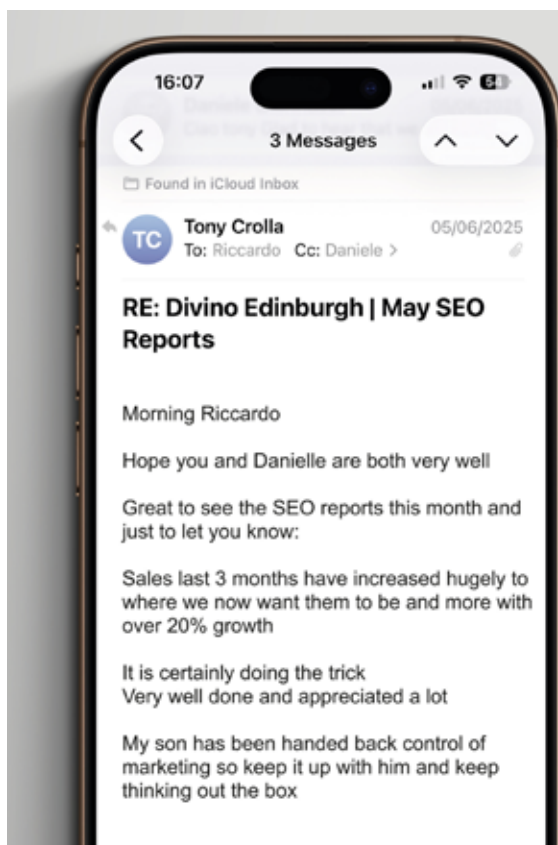 16:07
54
3 Messages
Found in iCloud Inbox
TC
Tony Crolla
05/06/2025
To: Riccardo Cc: Daniele >
RE: Divino Edinburgh | May SEO
Reports
Morning Riccardo
Hope you and Danielle are both very well
Great to see the SEO reports this month and
just to let you know:
Sales last 3 months have increased hugely to
where we now want them to be and more with
over 20% growth
It is certainly doing the trick
Very well done and appreciated a lot
My son has been handed back control of
marketing so keep it up with him and keep
thinking out the box